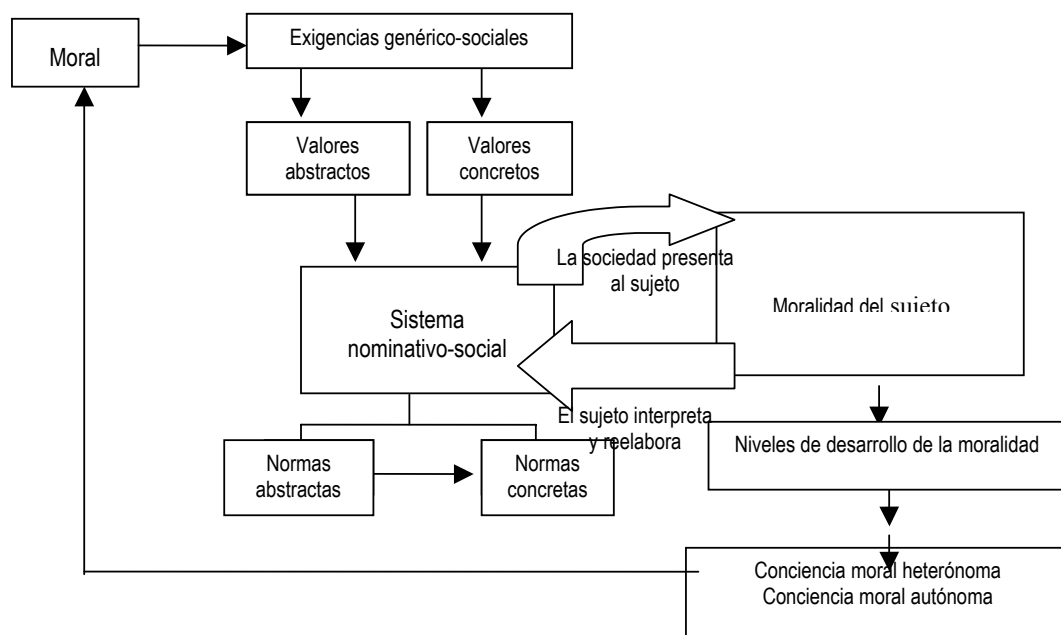 Moral
Exigencias genérico-sociales
Valores
abstractos
Valores
concretos
La sociedad presenta
al sujeto
Sistema
nominativo-social
Moralidad del sujeto
El sujeto interpreta
y reelabora
Normas
abstractas
Normas
concretas
Niveles de desarrollo de la moralidad
Conciencia moral heterónoma
Conciencia moral autónoma